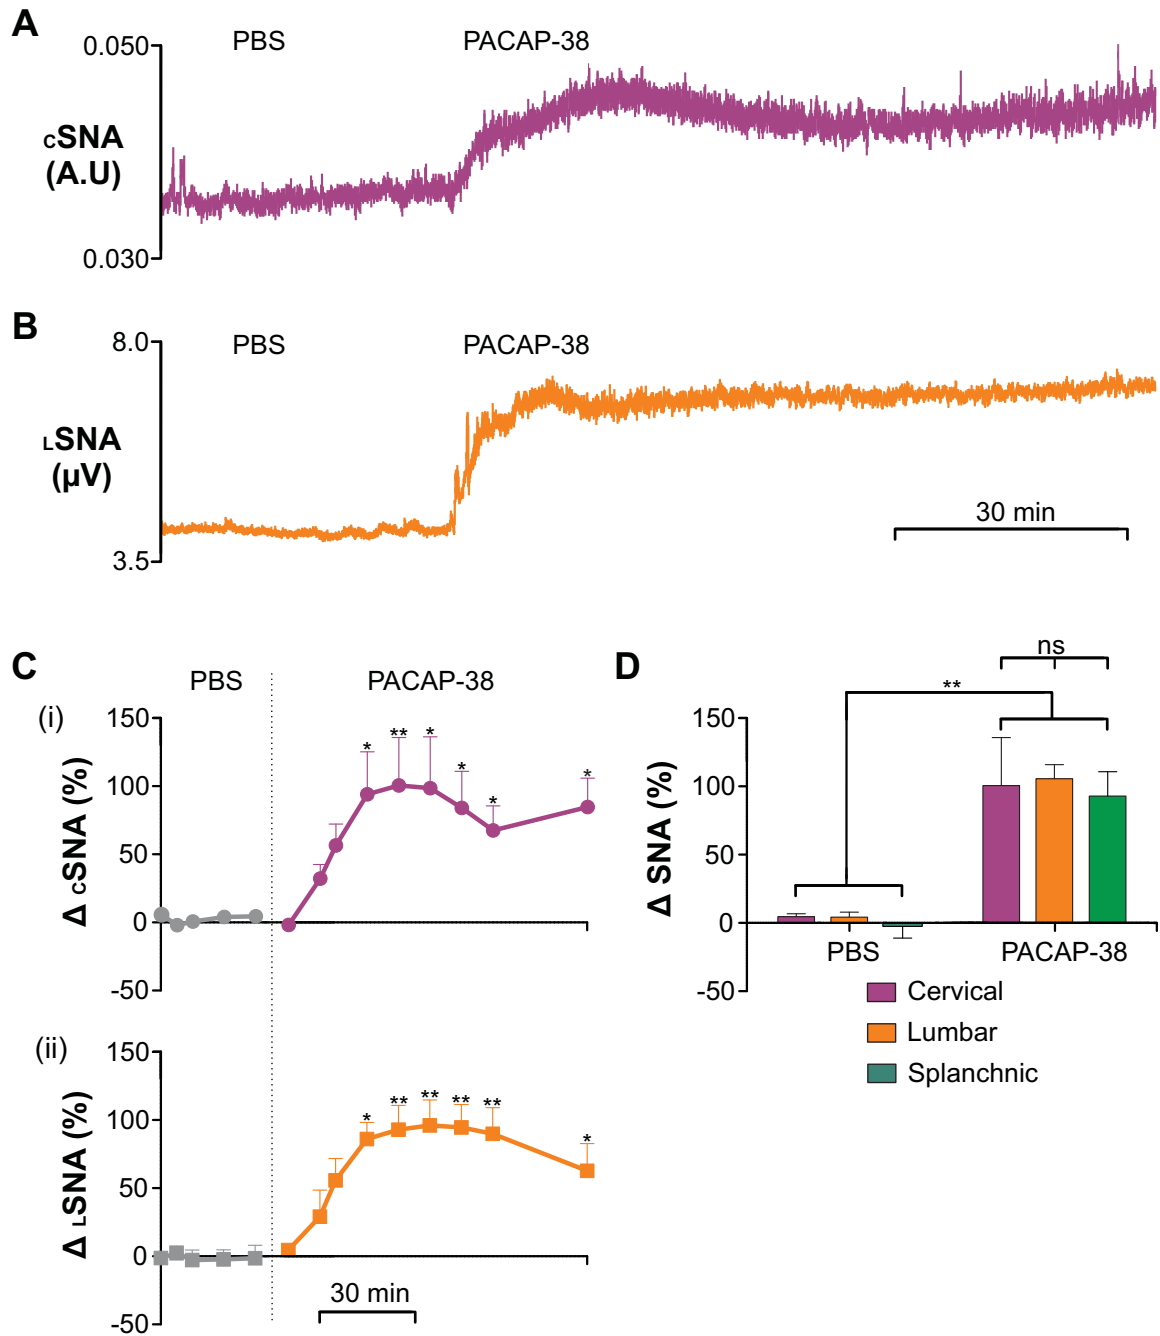 A
PBS PACAP-38
0.050
cSNA
(A.U)
0.030
B
PBS PACAP-38
8.0
LSNA
(µV)
3.5
30 min
C
PBS PACAP-38
(i)
150
100
50
0
-50
Δ cSNA (%)
* ** * * * *
(ii)
150
100
50
0
-50
Δ LSNA (%)
* ** ** ** ** *
30 min
D
ns
**
150
100
50
0
-50
Δ SNA (%)
PBS PACAP-38
Cervical
Lumbar
Splanchnic